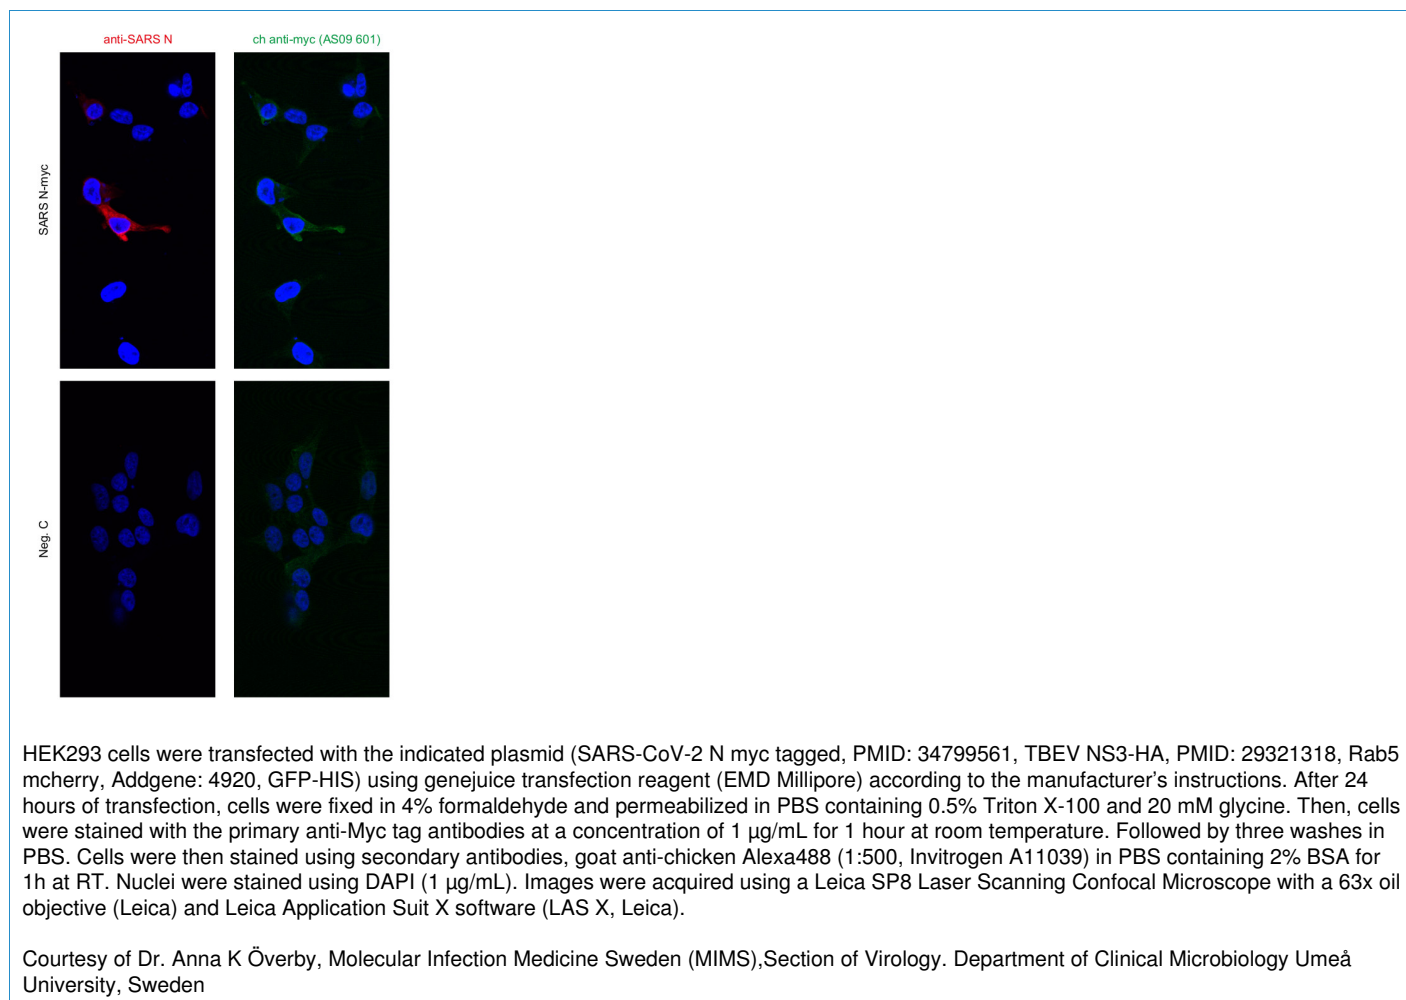 anti-SARS N
ch anti-myc (AS09 601)
SARS N-myc
Neg. C
HEK293 cells were transfected with the indicated plasmid (SARS-CoV-2 N myc tagged, PMID: 34799561, TBEV NS3-HA, PMID: 29321318, Rab5
mcherry, Addgene: 4920, GFP-HIS) using genejuice transfection reagent (EMD Millipore) according to the manufacturer’s instructions. After 24
hours of transfection, cells were fixed in 4% formaldehyde and permeabilized in PBS containing 0.5% Triton X-100 and 20 mM glycine. Then, cells
were stained with the primary anti-Myc tag antibodies at a concentration of 1 µg/mL for 1 hour at room temperature. Followed by three washes in
PBS. Cells were then stained using secondary antibodies, goat anti-chicken Alexa488 (1:500, Invitrogen A11039) in PBS containing 2% BSA for
1h at RT. Nuclei were stained using DAPI (1 µg/mL). Images were acquired using a Leica SP8 Laser Scanning Confocal Microscope with a 63x oil
objective (Leica) and Leica Application Suit X software (LAS X, Leica).
Courtesy of Dr. Anna K Överby, Molecular Infection Medicine Sweden (MIMS),Section of Virology. Department of Clinical Microbiology Umeå
University, Sweden